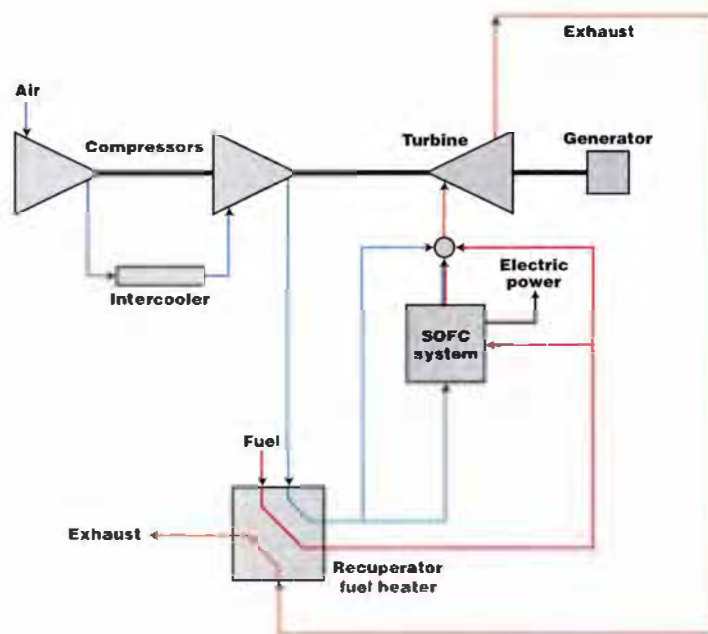 Exhaust
Air
Compressors
Turbine
Generator
Intercooler
Electric
power
SOFC
system
Fuel
Exhaust
Recuperator
fuel heater